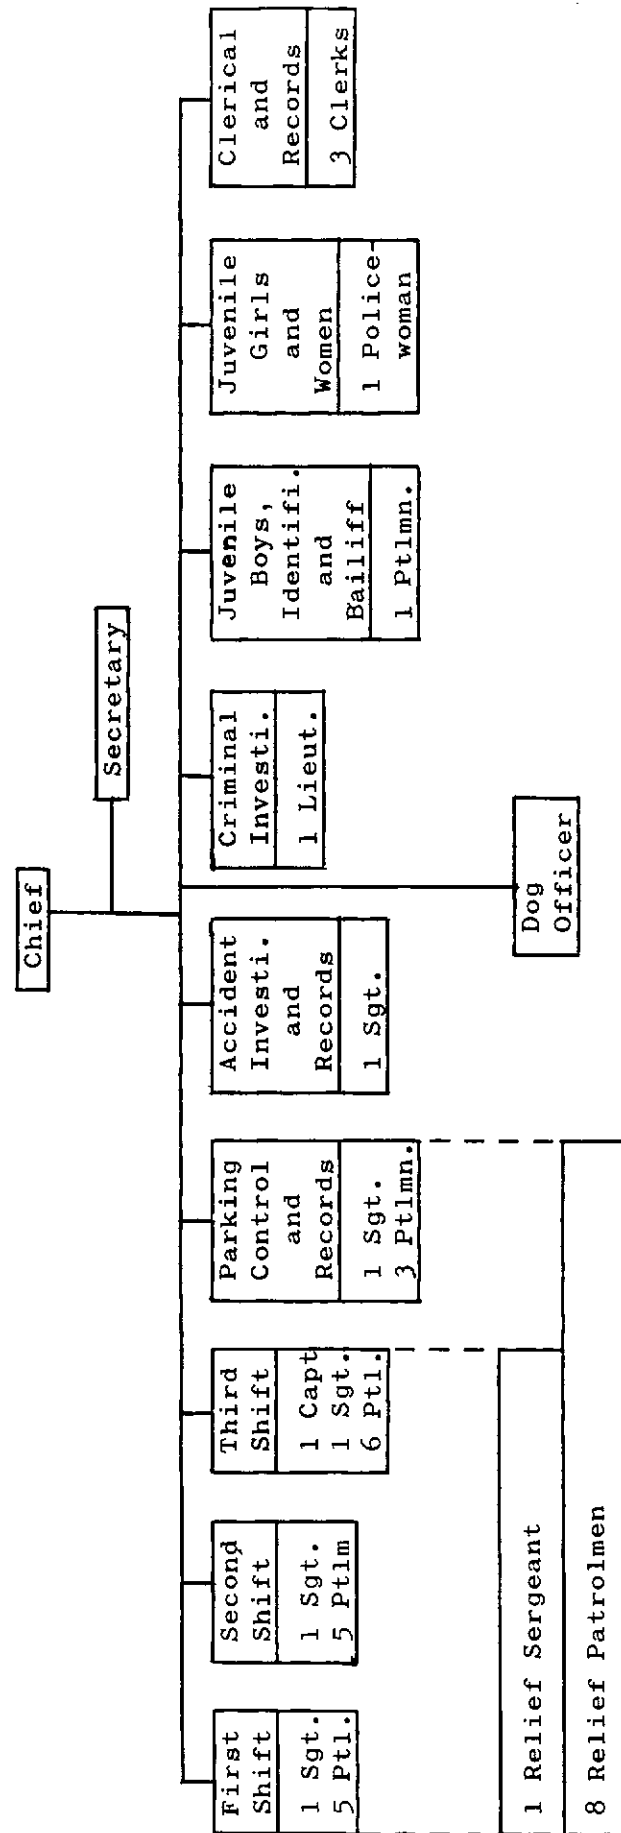 Chief
Secretary
First
Shift
1 Sgt.
5 Ptl.
Second
Shift
1 Sgt.
5 Ptlm
Third
Shift
1 Capt
1 Sgt.
6 Ptl.
Parking
Control
and
Records
1 Sgt.
3 Ptlmn.
Accident
Investi.
and
Records
1 Sgt.
Criminal
Investi.
1 Lieut.
Juvenile
Boys,
Identifi.
and
Bailiff
1 Ptlmn.
Juvenile
Girls
and
Women
1 Police-
woman
Clerical
and
Records
3 Clerks
Dog
Officer
1 Relief Sergeant
8 Relief Patrolmen